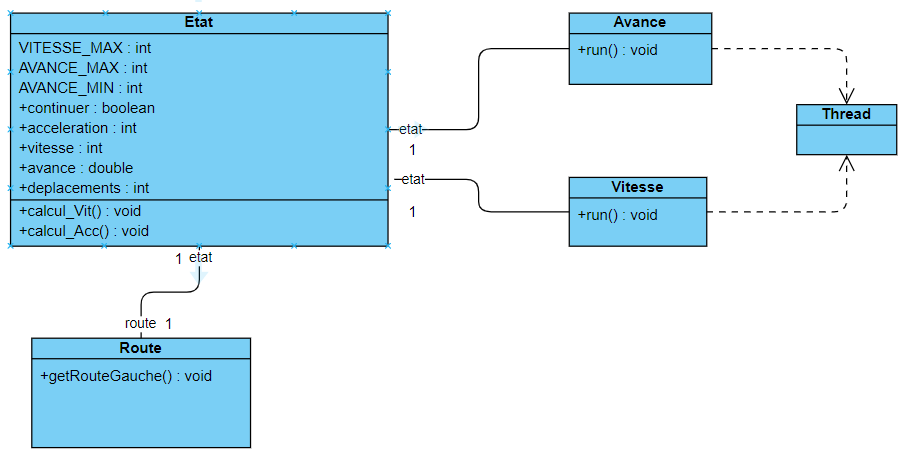 Etat
VITESSE_MAX : int
AVANCE_MAX : int
AVANCE_MIN : int
+continuer : boolean
+acceleration : int
+vitesse : int
+avance : double
+deplacements : int
+calcul_Vit() : void
+calcul_Acc() : void
Avance
+run() : void
Thread
etat
1
etat
1
Vitesse
+run() : void
1 etat
route 1
Route
+getRouteGauche() : void